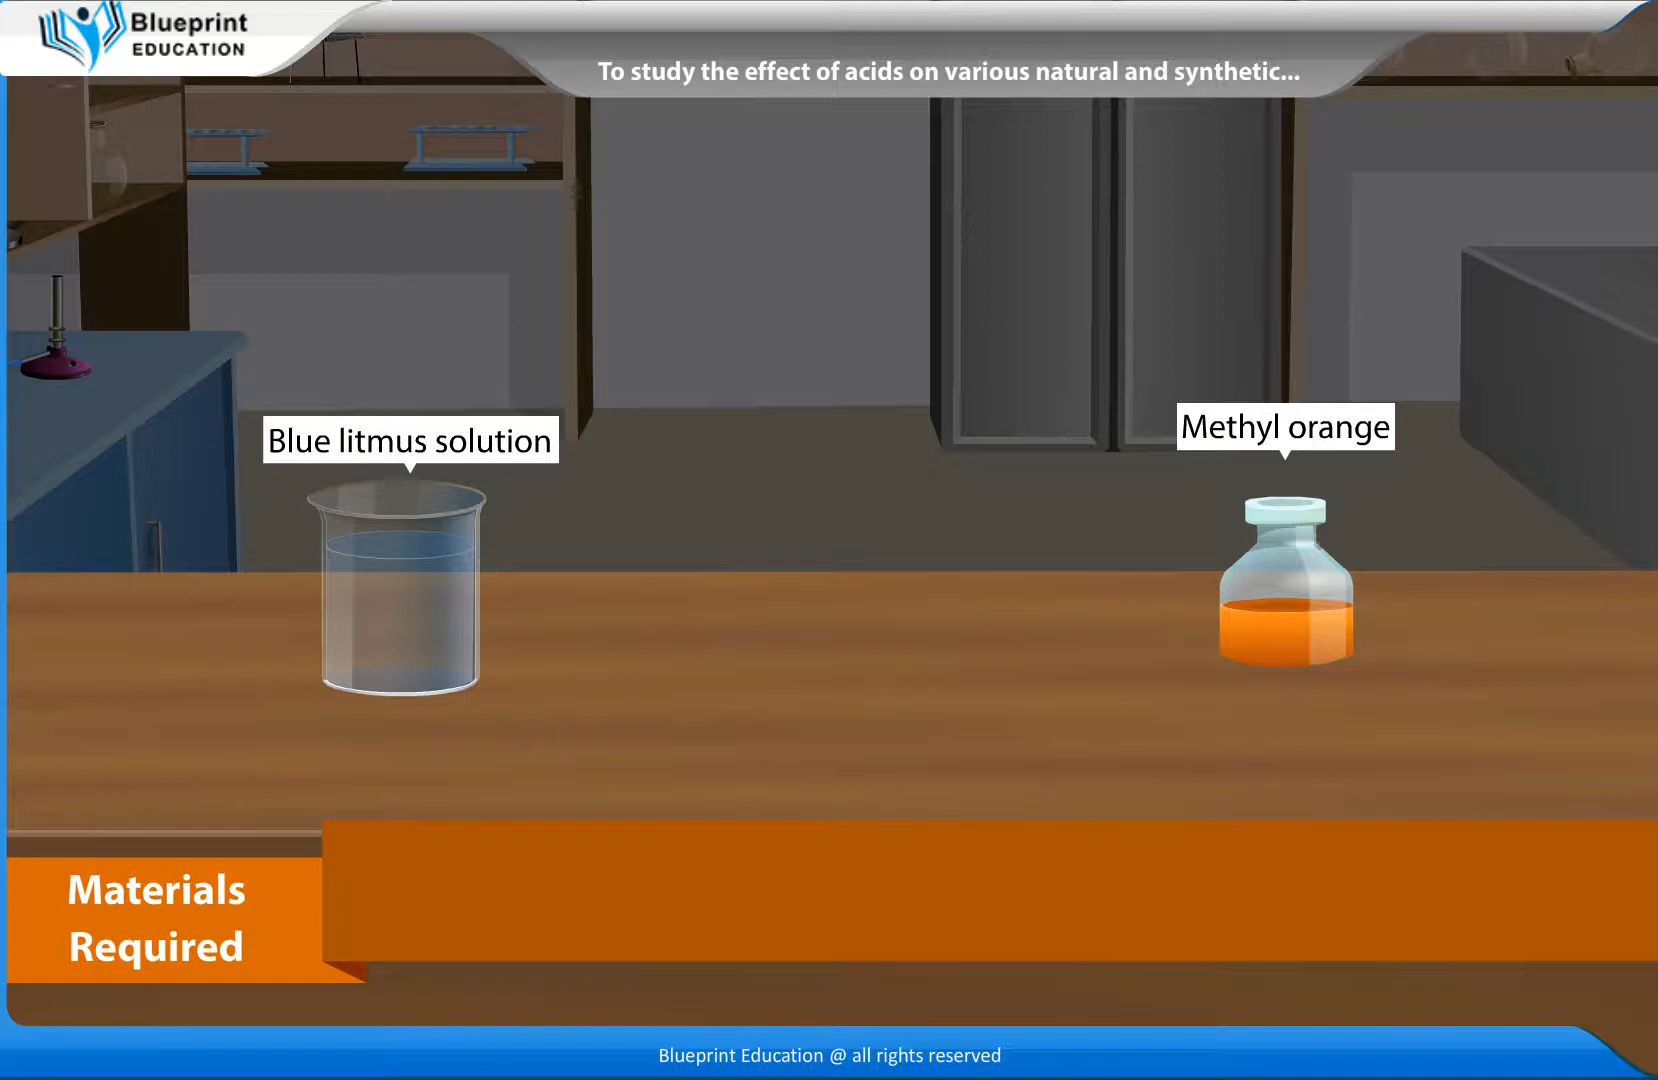 Blueprint
EDUCATION
To study the effect of acids on various natural and synthetic...
Blue litmus solution
Methyl orange
Materials
Required
Blueprint Education @ all rights reserved